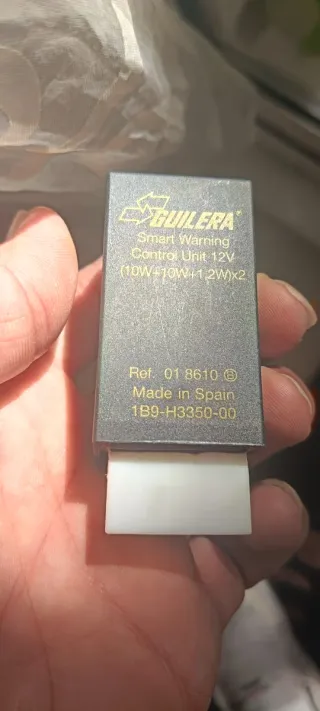 GUILERA®
Smart Warning
Control Unit 12V
(10W+10W+1,2W)x2
Ref. 01 8610 Ⓑ
Made in Spain
1B9-H3350-00